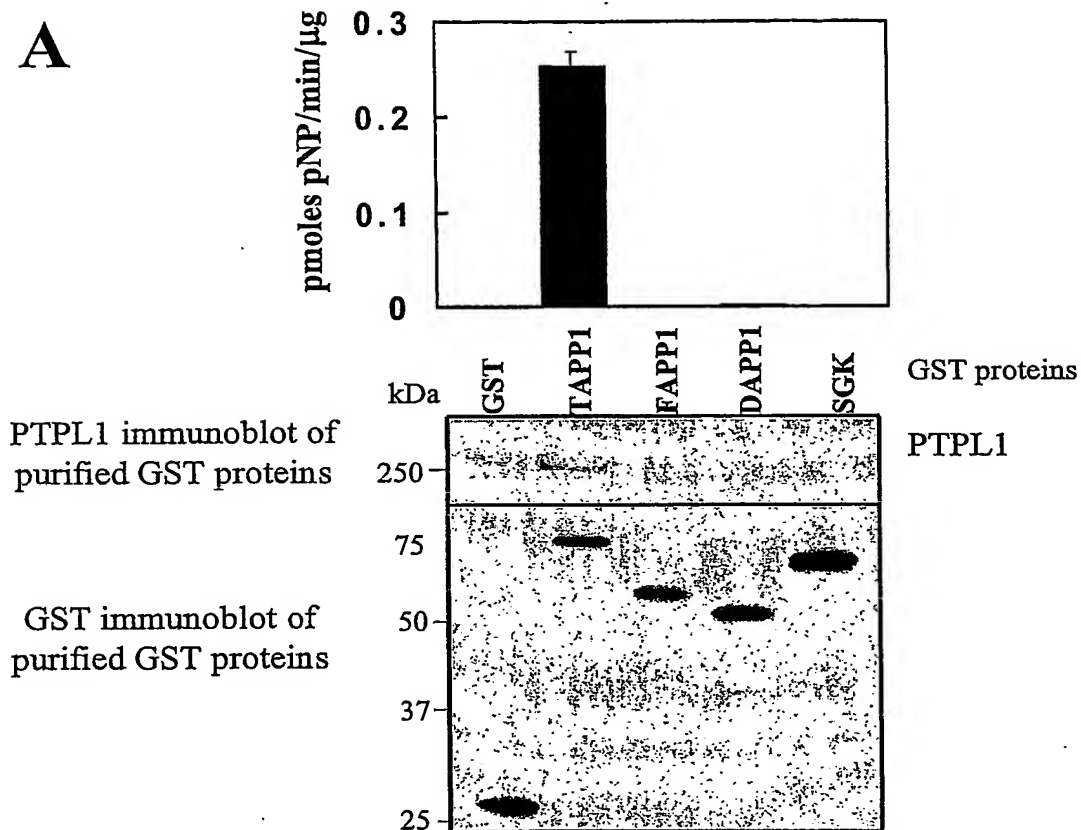 A
pmoles pNP/min/µg
0.3
0.2
0.1
0
GST
TAPP1
FAPP1
DAPP1
SGK
GST proteins
kDa
PTPL1 immunoblot of
purified GST proteins
250
PTPL1
75
GST immunoblot of
purified GST proteins
50
37
25